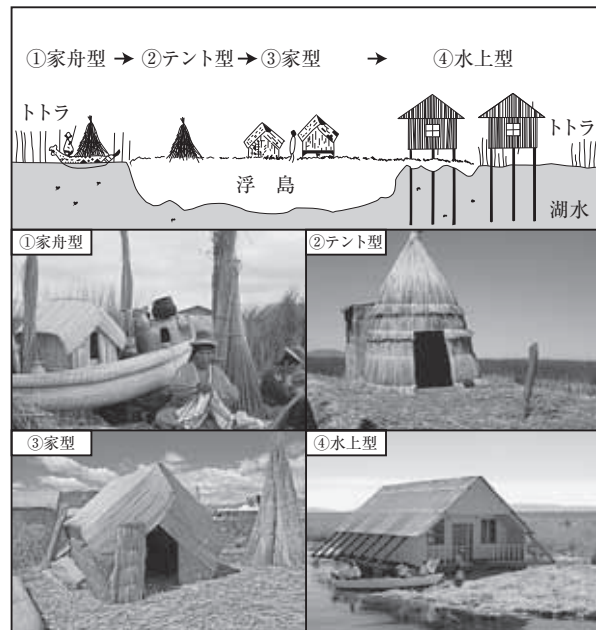 ①家舟型 → ②テント型 → ③家型 → ④水上型
トトラ
トトラ
浮 島
湖水
①家舟型
②テント型
③家型
④水上型